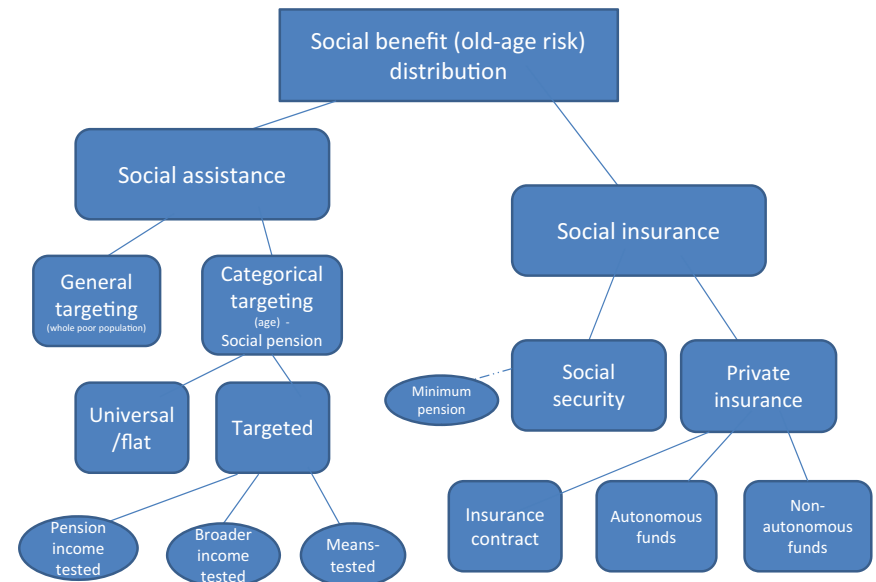 Social benefit (old-age risk)
distribution
Social assistance
Social insurance
General
targeting
(whole poor population)
Categorical
targeting
(age) -
Social pension
Minimum
pension
Social
security
Private
insurance
Universal
/flat
Targeted
Pension
income
tested
Broader
income
tested
Means-
tested
Insurance
contract
Autonomous
funds
Non-
autonomous
funds